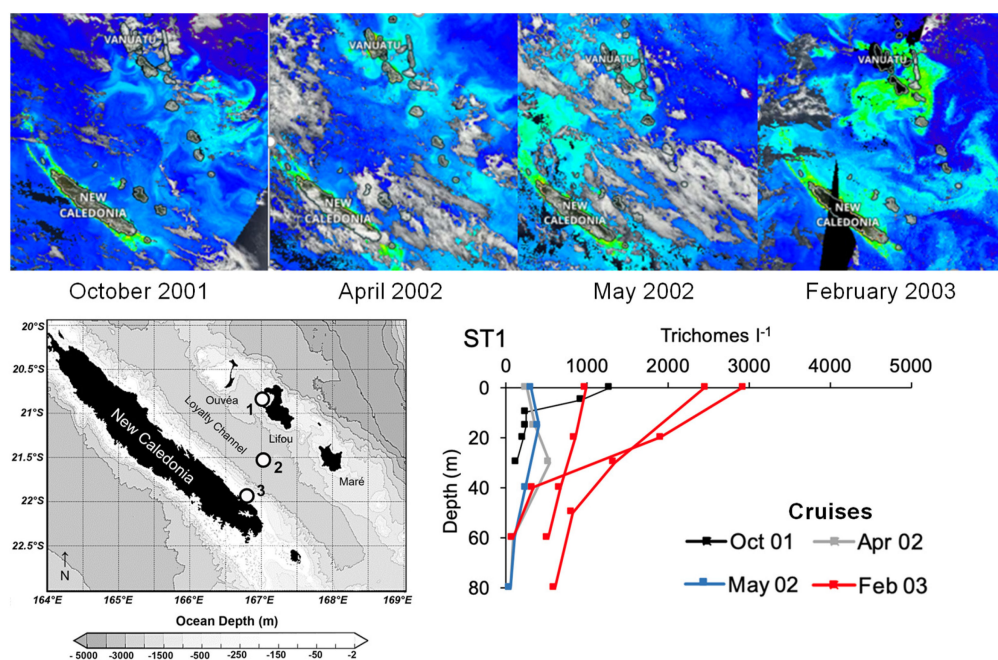 VANUATU
NEW
CALEDONIA
VANUATU
NEW
CALEDONIA
VANUATU
NEW
CALEDONIA
VANUATU
NEW
CALEDONIA
October 2001
April 2002
May 2002
February 2003
20°S
20.5°S
21°S
21.5°S
22°S
22.5°S
Ouvéa
1
Lifou
Loyalty Channel
New Caledonia
2
Maré
3
N
164°E 165°E 166°E 167°E 168°E 169°E
Ocean Depth (m)
- 5000 -3000 -1500 -500 -250 -150 -50 -2
ST1
Trichomes l-1
0 1000 2000 3000 4000 5000
0
20
40
60
80
Depth (m)
Cruises
Oct 01 Apr 02
May 02 Feb 03